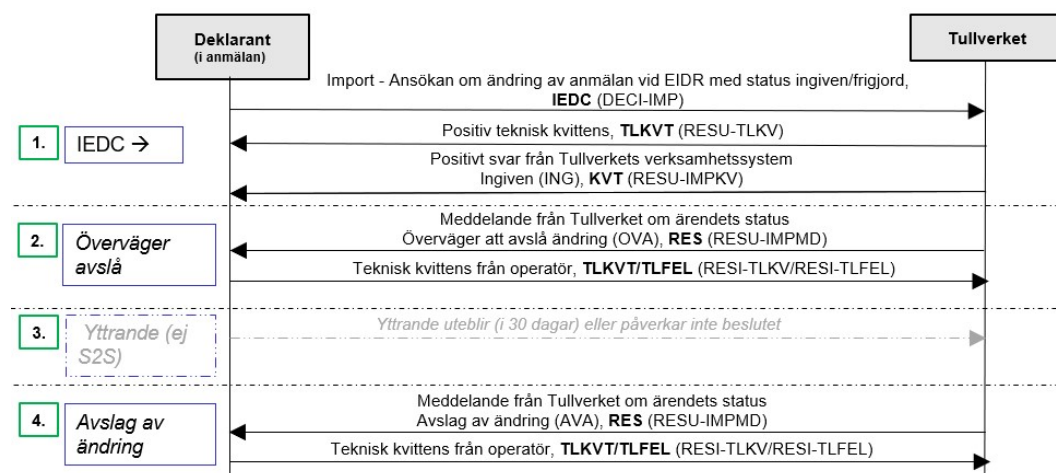 Deklarant
(i anmälan)
Tullverket
Import - Ansökan om ändring av anmälan vid EIDR med status ingiven/frigjord,
IEDC (DECI-IMP)
1.
IEDC →
Positiv teknisk kvittens, TLKVT (RESU-TLKV)
Positivt svar från Tullverkets verksamhetssystem
Ingiven (ING), KVT (RESU-IMPKV)
2.
Överväger
avslå
Meddelande från Tullverket om ärendets status
Överväger att avslå ändring (OVA), RES (RESU-IMPMD)
Teknisk kvittens från operatör, TLKVT/TLFEL (RESI-TLKV/RESI-TLFEL)
3.
Yttrande (ej
S2S)
Yttrande uteblir (i 30 dagar) eller påverkar inte beslutet
4.
Avslag av
ändring
Meddelande från Tullverket om ärendets status
Avslag av ändring (AVA), RES (RESU-IMPMD)
Teknisk kvittens från operatör, TLKVT/TLFEL (RESI-TLKV/RESI-TLFEL)